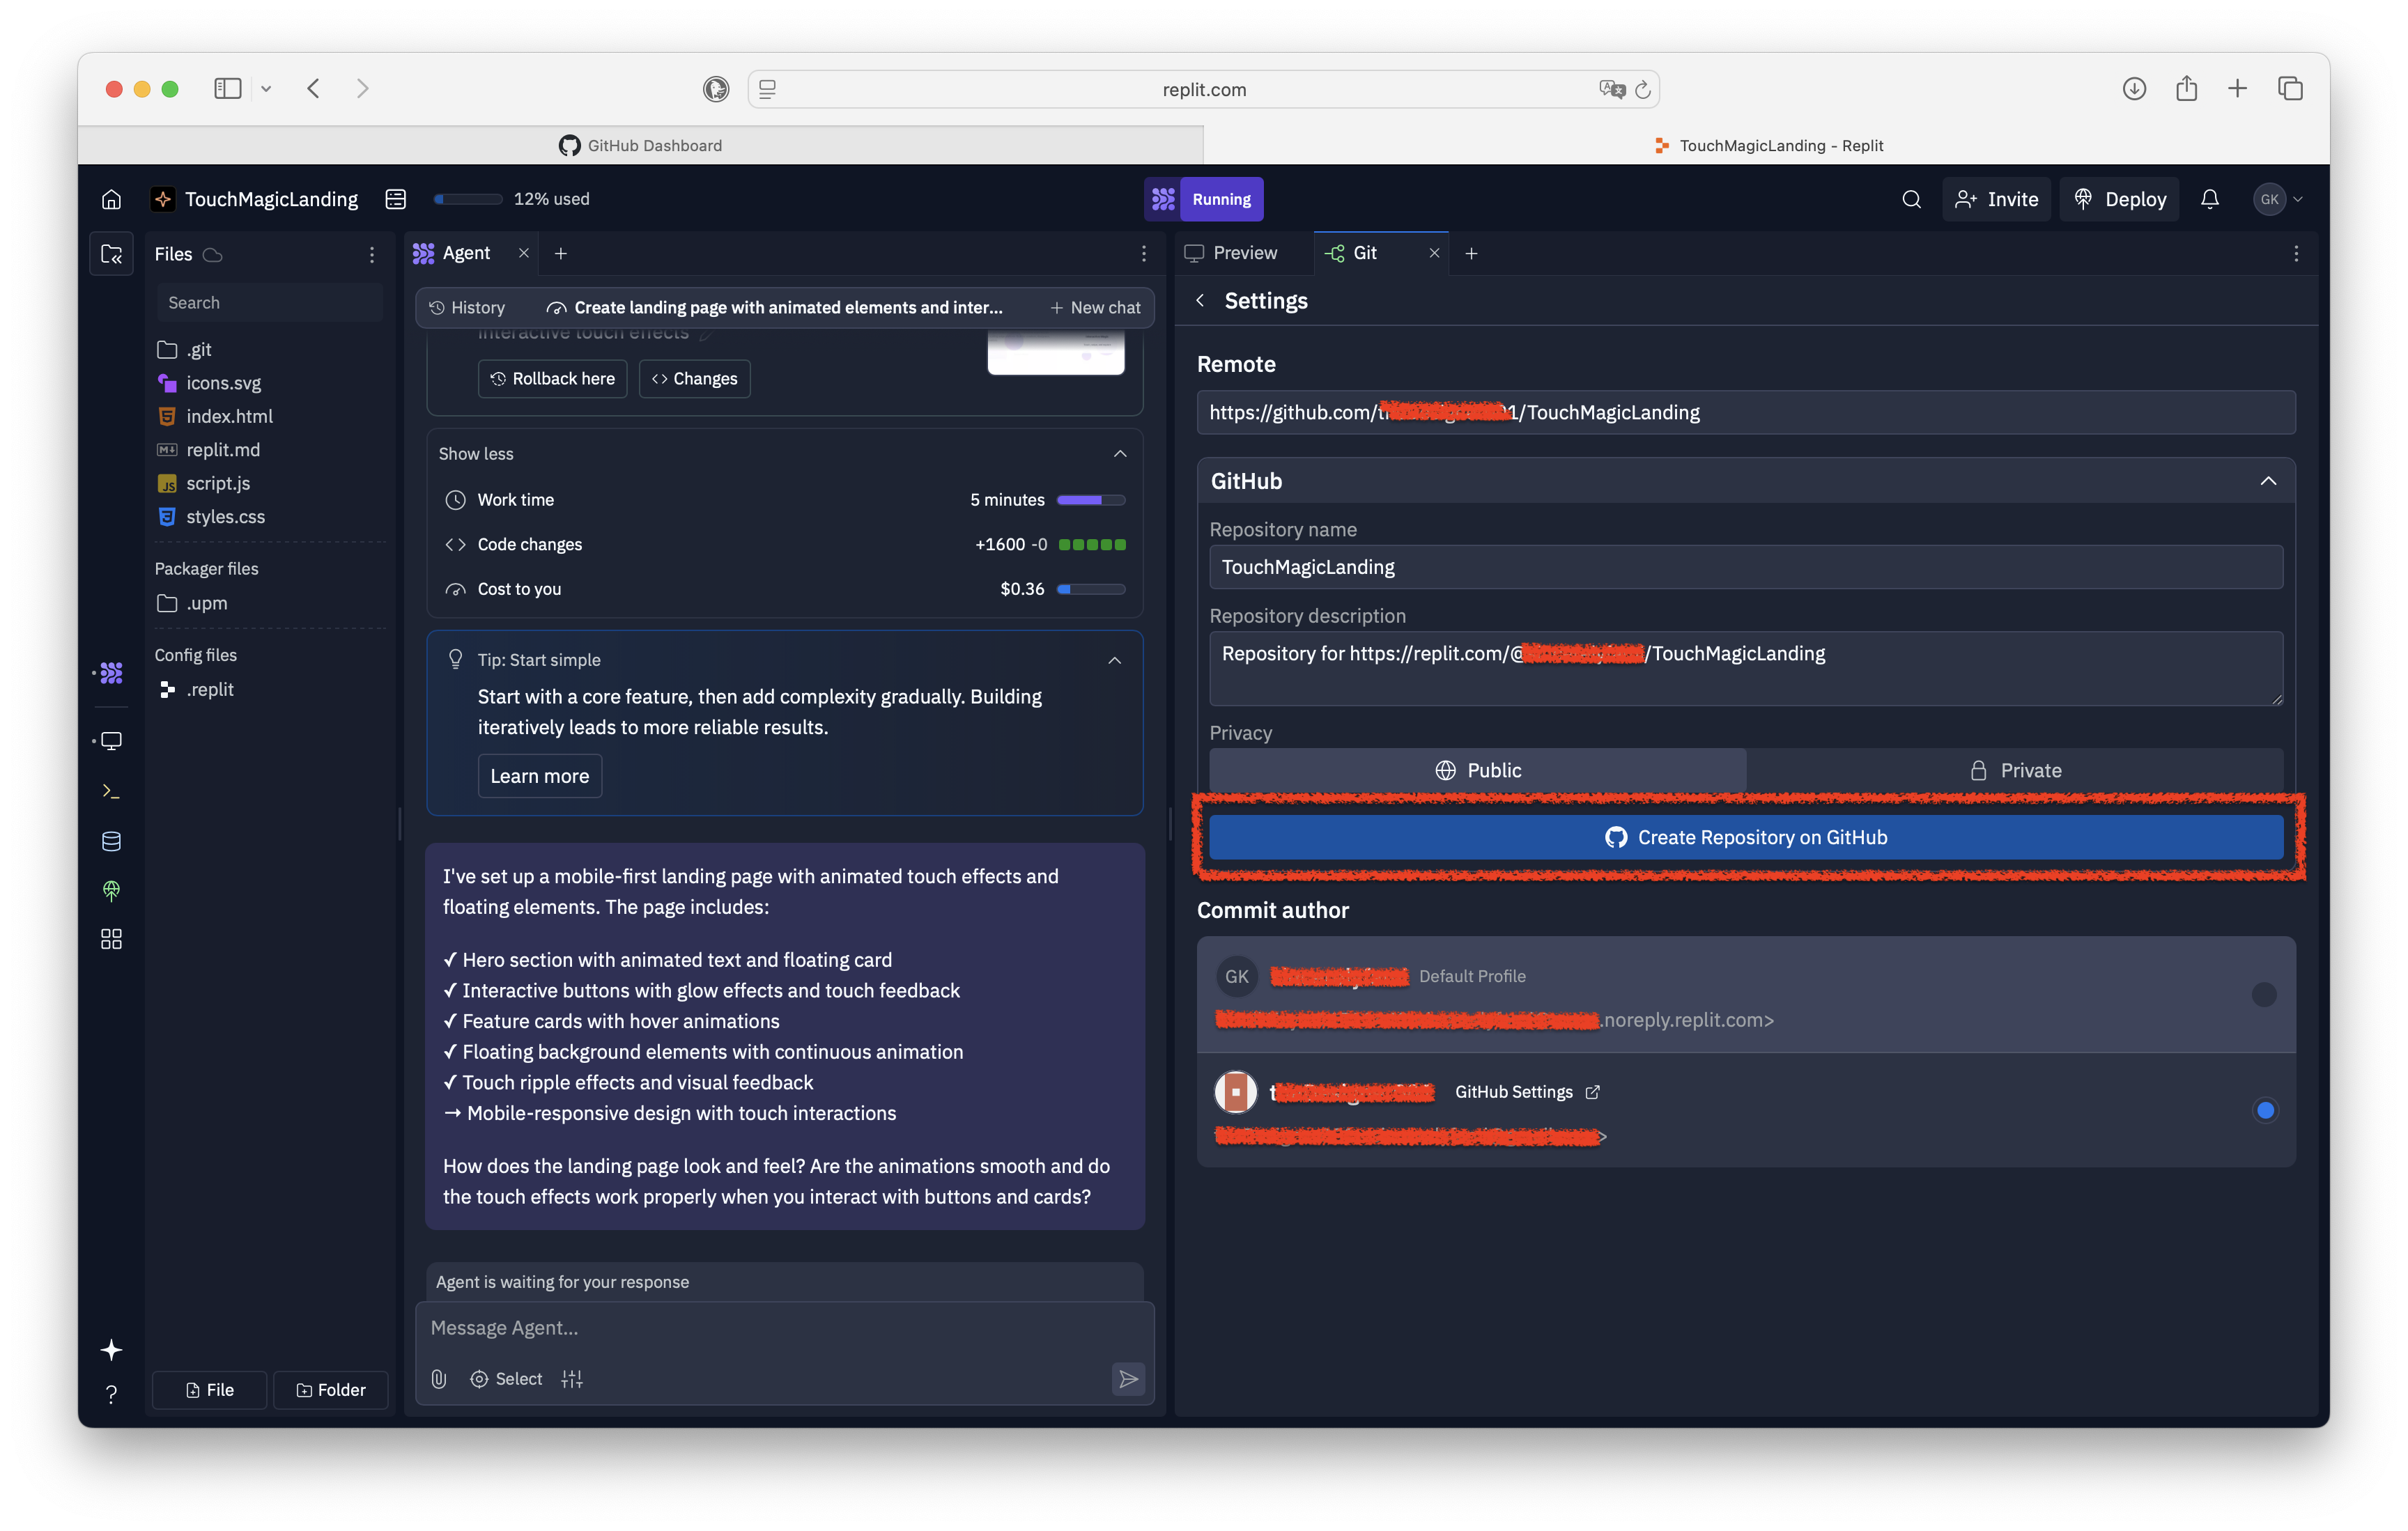 replit.com
GitHub Dashboard
TouchMagicLanding - Replit
TouchMagicLanding
12% used
Running
Invite
Deploy
GK
Files
Search
.git
icons.svg
index.html
replit.md
script.js
styles.css
Packager files
.upm
Config files
.replit
File
Folder
Agent
History
Create landing page with animated elements and inter...
New chat
interactive touch effects
Rollback here
Changes
Show less
Work time
5 minutes
Code changes
+1600 -0
Cost to you
$0.36
Tip: Start simple
Start with a core feature, then add complexity gradually. Building
iteratively leads to more reliable results.
Learn more
I've set up a mobile-first landing page with animated touch effects and
floating elements. The page includes:
✓ Hero section with animated text and floating card
✓ Interactive buttons with glow effects and touch feedback
✓ Feature cards with hover animations
✓ Floating background elements with continuous animation
✓ Touch ripple effects and visual feedback
→ Mobile-responsive design with touch interactions
How does the landing page look and feel? Are the animations smooth and do
the touch effects work properly when you interact with buttons and cards?
Agent is waiting for your response
Message Agent...
Select
Preview
Git
Settings
Remote
https://github.com/ /TouchMagicLanding
GitHub
Repository name
TouchMagicLanding
Repository description
Repository for https://replit.com/@ /TouchMagicLanding
Privacy
Public
Private
Create Repository on GitHub
Commit author
GK
Default Profile
.noreply.replit.com>
GitHub Settings